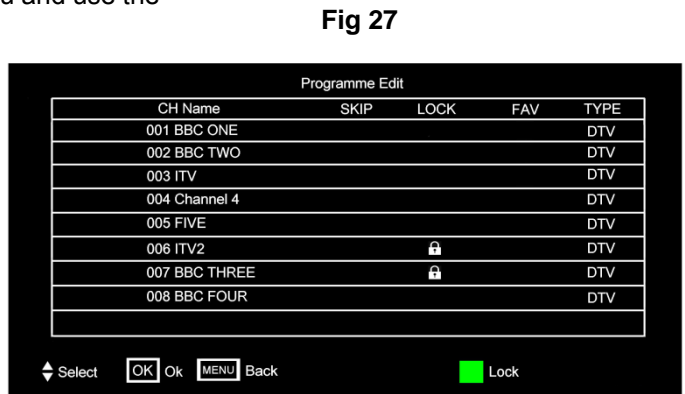 and use the
Fig 27
Programme Edit
CH Name SKIP LOCK FAV TYPE
001 BBC ONE DTV
002 BBC TWO DTV
003 ITV DTV
004 Channel 4 DTV
005 FIVE DTV
006 ITV2 DTV
007 BBC THREE DTV
008 BBC FOUR DTV
Select OK Ok MENU Back Lock